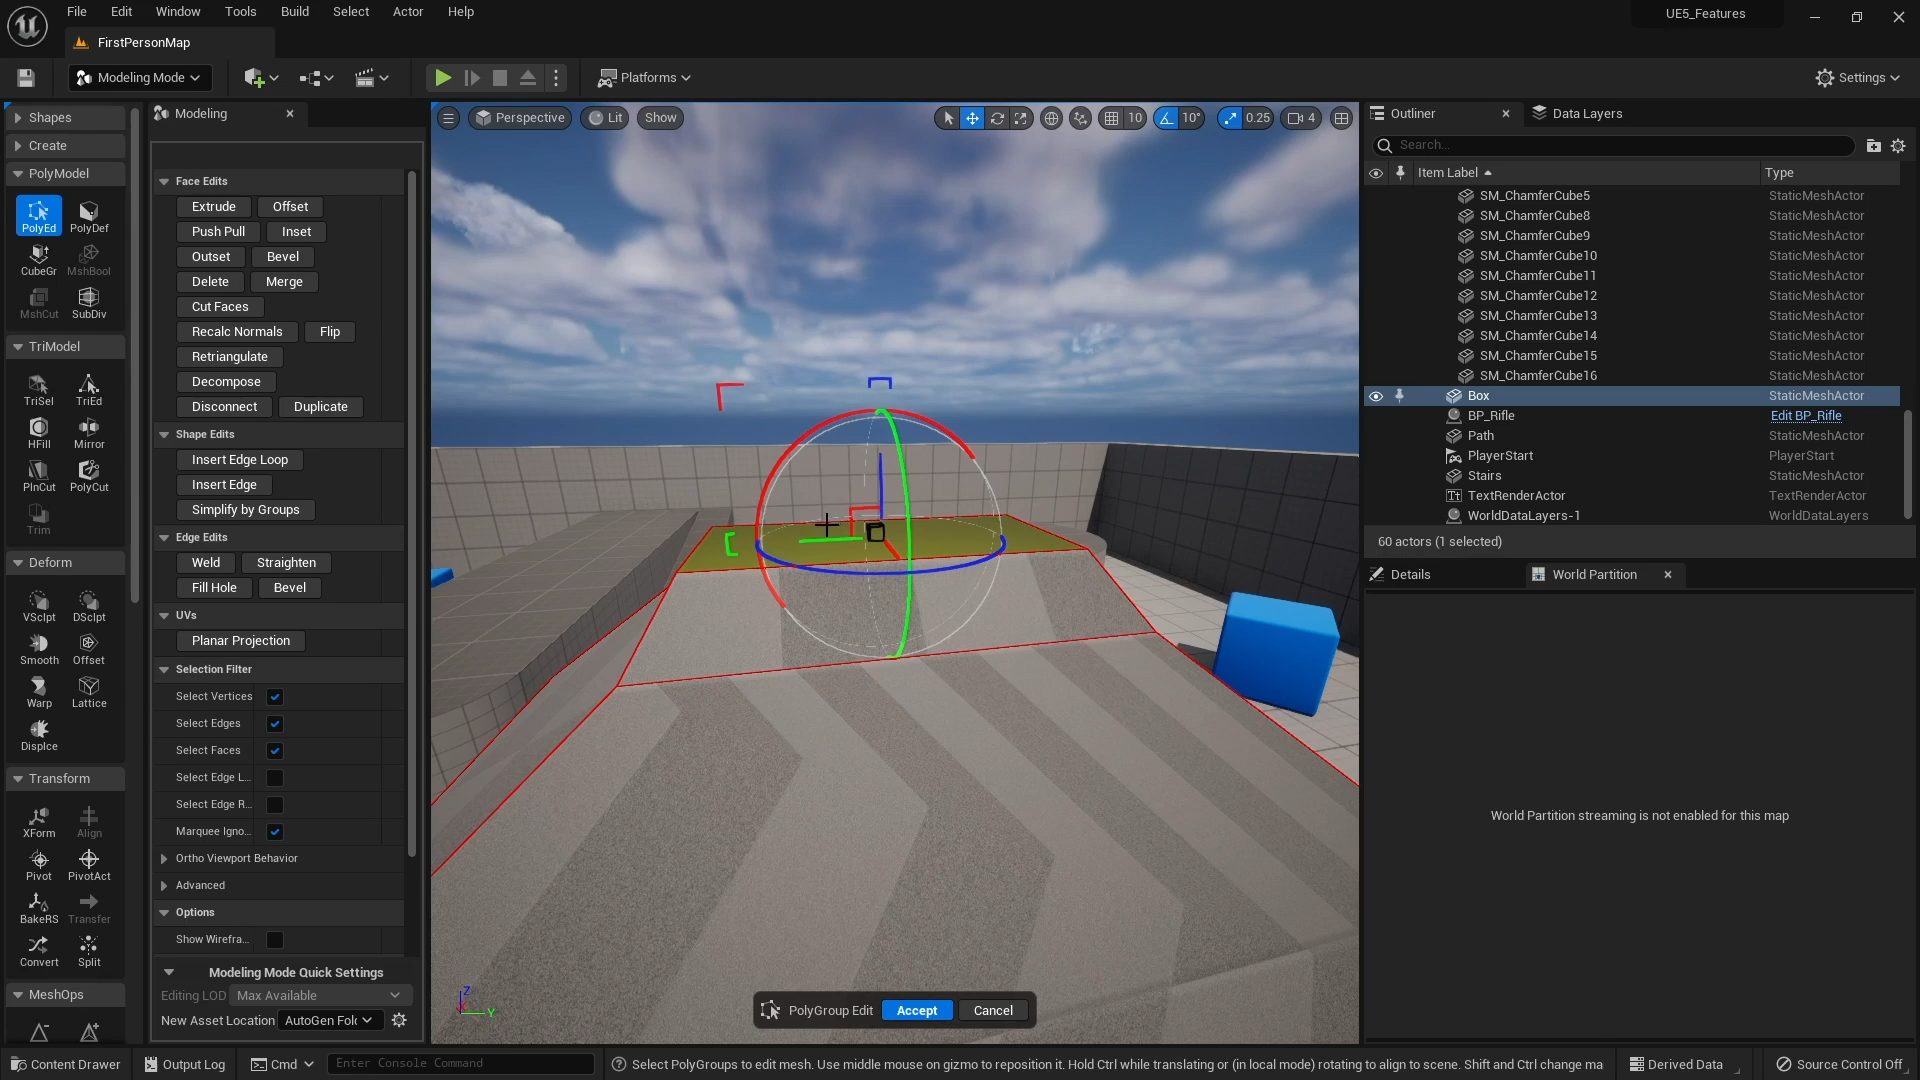 File Edit Window Tools Build Select Actor Help
UE5_Features
FirstPersonMap
Modeling Mode
Platforms
Settings
Shapes
Create
PolyModel
PolyEd PolyDef
CubeGr MshBool
MshCut SubDiv
TriModel
TriSel TriEd
HFill Mirror
PlnCut PolyCut
Trim
Deform
VSclpt DSclpt
Smooth Offset
Warp Lattice
Displce
Transform
XForm Align
Pivot PivotAct
BakeRS Transfer
Convert Split
MeshOps
Modeling
Face Edits
Extrude Offset
Push Pull Inset
Outset Bevel
Delete Merge
Cut Faces
Recalc Normals Flip
Retriangulate
Decompose
Disconnect Duplicate
Shape Edits
Insert Edge Loop
Insert Edge
Simplify by Groups
Edge Edits
Weld Straighten
Fill Hole Bevel
UVs
Planar Projection
Selection Filter
Select Vertices
Select Edges
Select Faces
Select Edge L...
Select Edge R...
Marquee Igno...
Ortho Viewport Behavior
Advanced
Options
Show Wirefra...
Modeling Mode Quick Settings
Editing LOD Max Available
New Asset Location AutoGen Fol
Perspective Lit Show
10 10° 0.25 4
Z
Y
PolyGroup Edit Accept Cancel
Outliner Data Layers
Search...
Item Label Type
SM_ChamferCube5 StaticMeshActor
SM_ChamferCube8 StaticMeshActor
SM_ChamferCube9 StaticMeshActor
SM_ChamferCube10 StaticMeshActor
SM_ChamferCube11 StaticMeshActor
SM_ChamferCube12 StaticMeshActor
SM_ChamferCube13 StaticMeshActor
SM_ChamferCube14 StaticMeshActor
SM_ChamferCube15 StaticMeshActor
SM_ChamferCube16 StaticMeshActor
Box StaticMeshActor
BP_Rifle Edit BP_Rifle
Path StaticMeshActor
PlayerStart PlayerStart
Stairs StaticMeshActor
TextRenderActor TextRenderActor
WorldDataLayers-1 WorldDataLayers
60 actors (1 selected)
Details World Partition
World Partition streaming is not enabled for this map
Content Drawer Output Log Cmd Enter Console Command Select PolyGroups to edit mesh. Use middle mouse on gizmo to reposition it. Hold Ctrl while translating or (in local mode) rotating to align to scene. Shift and Ctrl change ma Derived Data Source Control Off